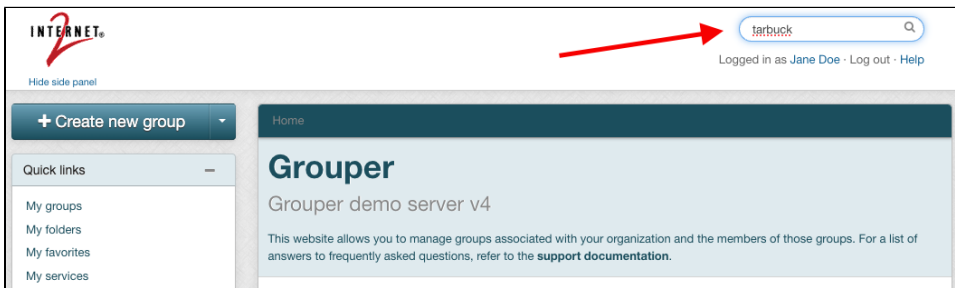 INTERNET®
2
Hide side panel
tarbuck
Logged in as Jane Doe · Log out · Help
+ Create new group
Home
Quick links
My groups
My folders
My favorites
My services
Grouper
Grouper demo server v4
This website allows you to manage groups associated with your organization and the members of those groups. For a list of
answers to frequently asked questions, refer to the support documentation.